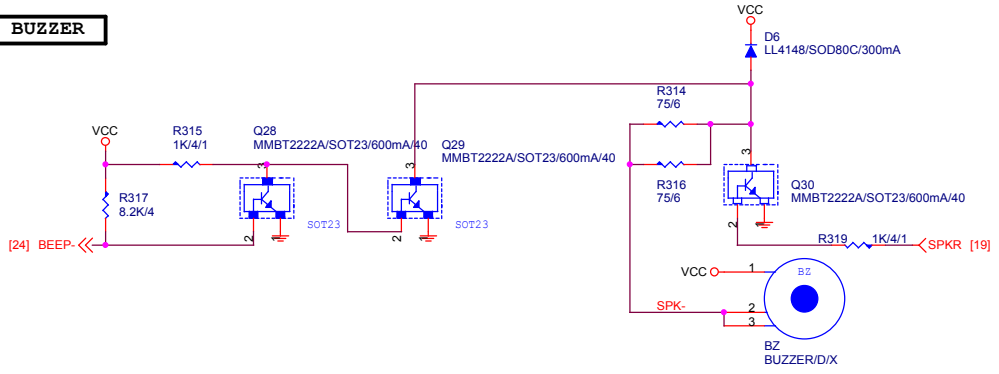 BUZZER
VCC
D6
LL4148/SOD80C/300mA
R314
75/6
VCC
R315
1K/4/1
Q28
MMBT2222A/SOT23/600mA/40
Q29
MMBT2222A/SOT23/600mA/40
3
3
3
R317
8.2K/4
R316
75/6
Q30
MMBT2222A/SOT23/600mA/40
SOT23
SOT23
2
1
2
1
2
1
[24] BEEP-
R319
1K/4/1
SPKR [19]
VCC
1
BZ
SPK-
2
3
BZ
BUZZER/D/X